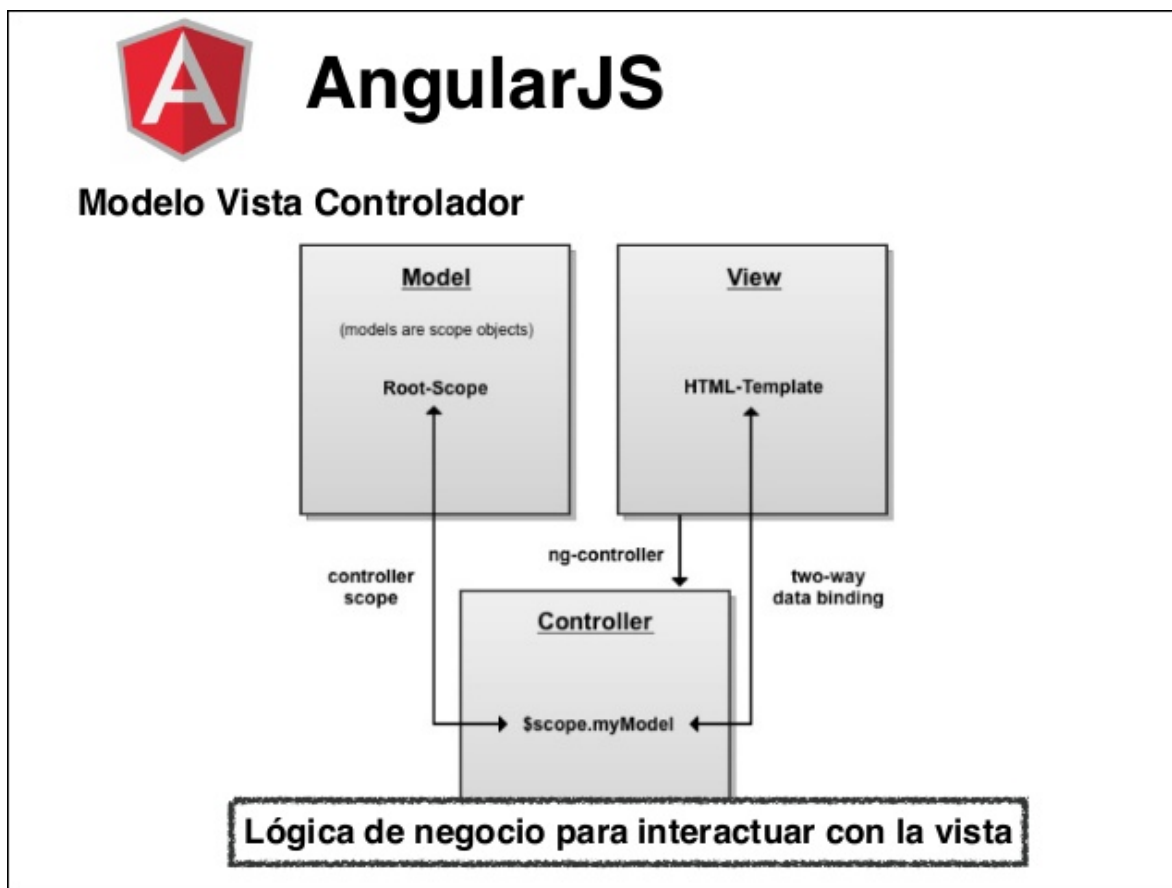 A
AngularJS
Modelo Vista Controlador
Model
(models are scope objects)
Root-Scope
View
HTML-Template
controller
scope
ng-controller
two-way
data binding
Controller
$scope.myModel
Lógica de negocio para interactuar con la vista